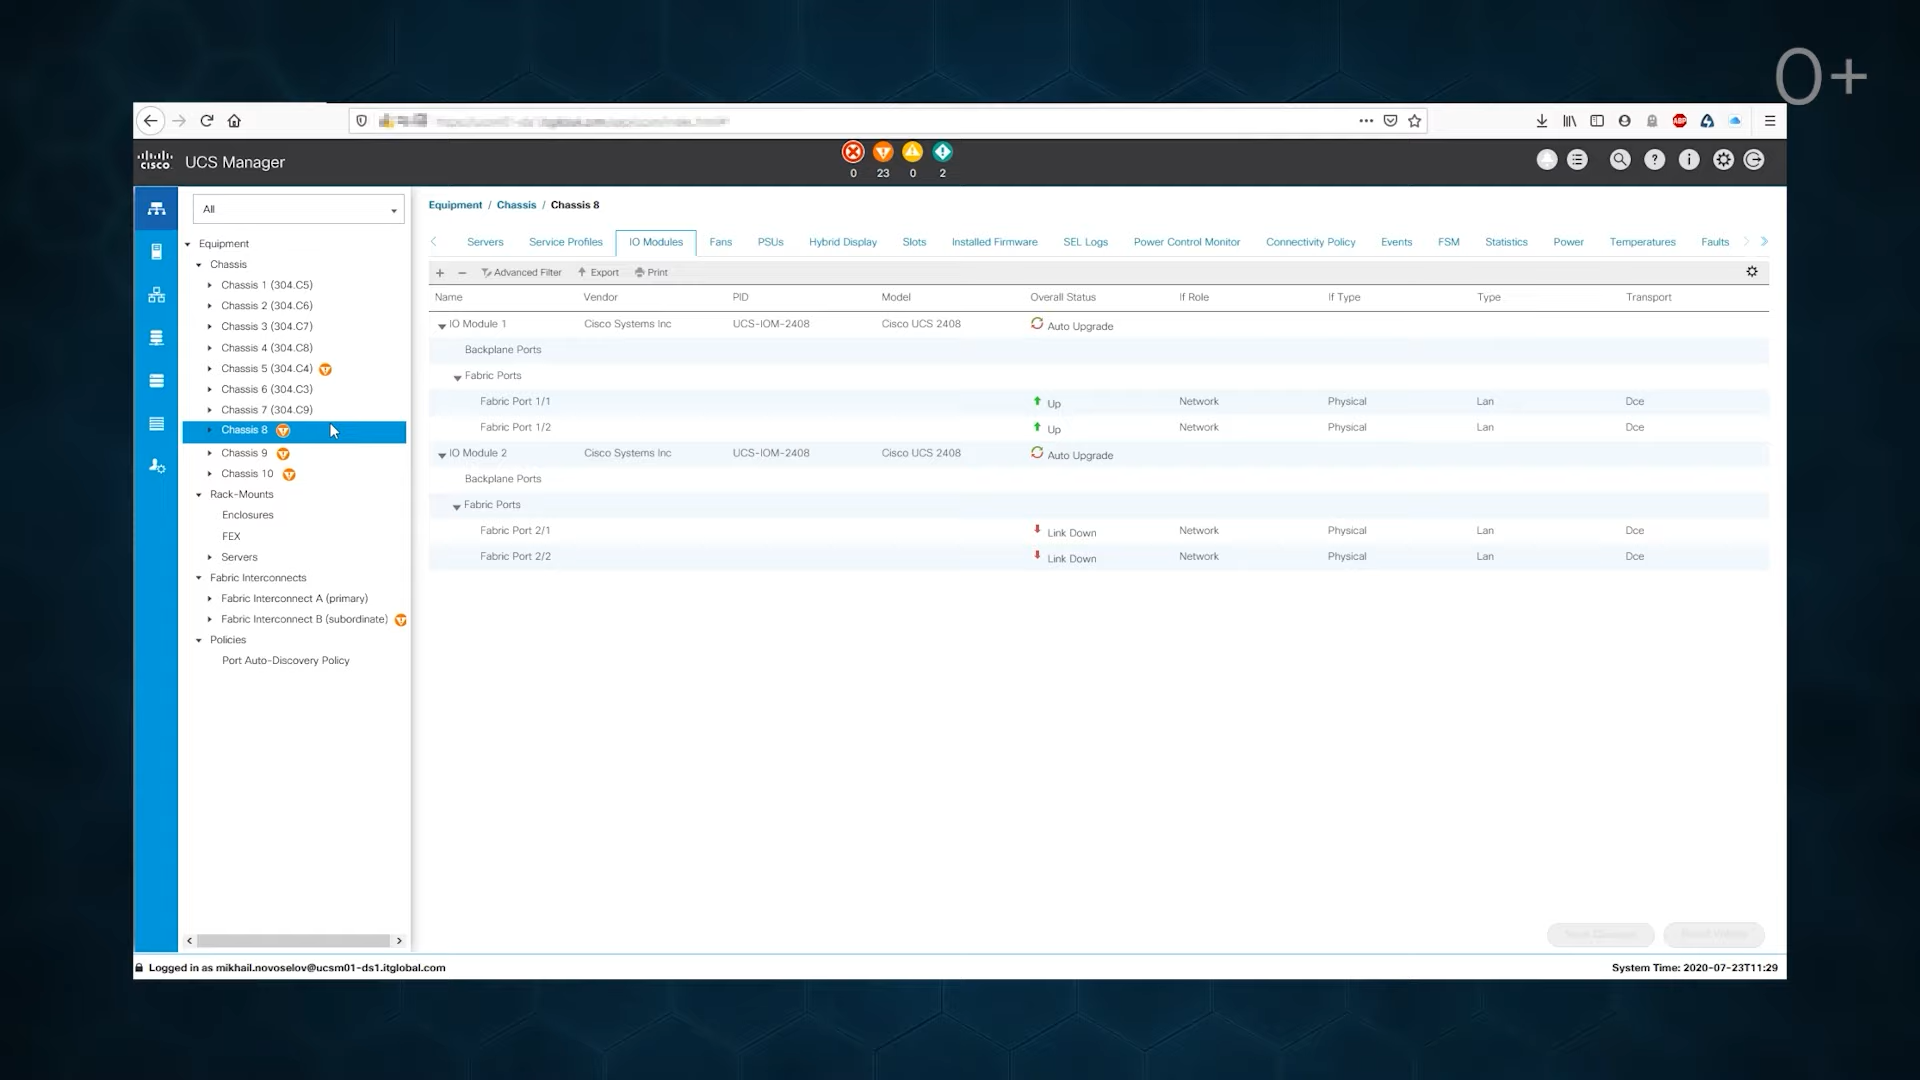 0+
ABP
CISCO UCS Manager
0 23 0 2
All
Equipment
Chassis
Chassis 1 (304.C5)
Chassis 2 (304.C6)
Chassis 3 (304.C7)
Chassis 4 (304.C8)
Chassis 5 (304.C4)
Chassis 6 (304.C3)
Chassis 7 (304.C9)
Chassis 8
Chassis 9
Chassis 10
Rack-Mounts
Enclosures
FEX
Servers
Fabric Interconnects
Fabric Interconnect A (primary)
Fabric Interconnect B (subordinate)
Policies
Port Auto-Discovery Policy
Equipment / Chassis / Chassis 8
Servers Service Profiles IO Modules Fans PSUs Hybrid Display Slots Installed Firmware SEL Logs Power Control Monitor Connectivity Policy Events FSM Statistics Power Temperatures Faults
+ − Advanced Filter Export Print
Name Vendor PID Model Overall Status If Role If Type Type Transport
IO Module 1 Cisco Systems Inc UCS-IOM-2408 Cisco UCS 2408 Auto Upgrade
Backplane Ports
Fabric Ports
Fabric Port 1/1 Up Network Physical Lan Dce
Fabric Port 1/2 Up Network Physical Lan Dce
IO Module 2 Cisco Systems Inc UCS-IOM-2408 Cisco UCS 2408 Auto Upgrade
Backplane Ports
Fabric Ports
Fabric Port 2/1 Link Down Network Physical Lan Dce
Fabric Port 2/2 Link Down Network Physical Lan Dce
Logged in as mikhail.novoselov@ucsm01-ds1.itglobal.com
System Time: 2020-07-23T11:29